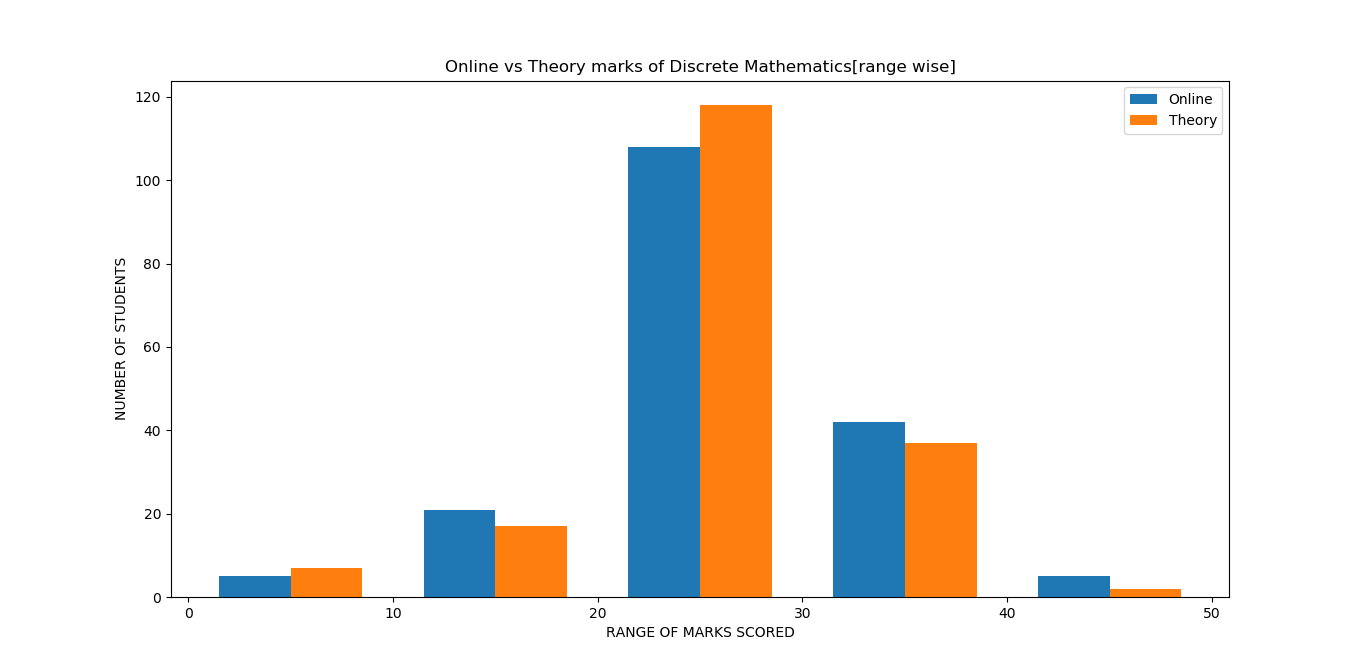 Online vs Theory marks of Discrete Mathematics[range wise]
Online
Theory
120
100
80
60
40
20
0
NUMBER OF STUDENTS
0 10 20 30 40 50
RANGE OF MARKS SCORED